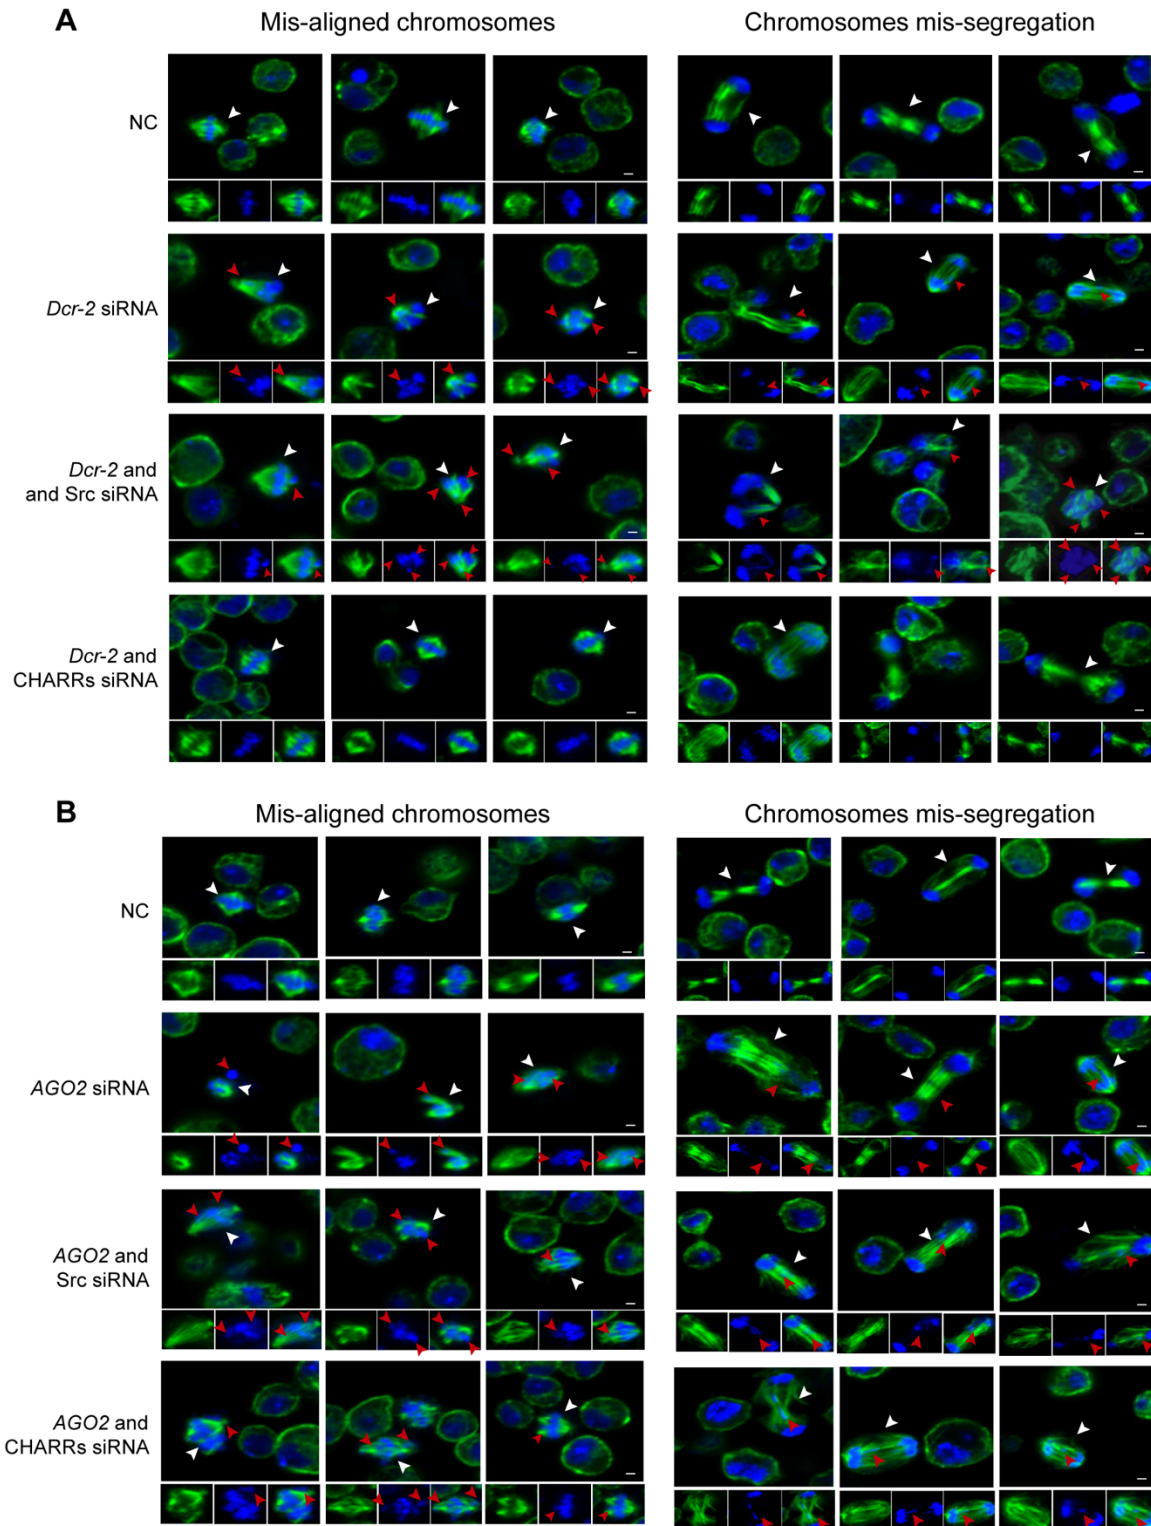 A
Mis-aligned chromosomes
Chromosomes mis-segregation
NC
Dcr-2 siRNA
Dcr-2 and
and Src siRNA
Dcr-2 and
CHARRs siRNA
B
Mis-aligned chromosomes
Chromosomes mis-segregation
NC
AGO2 siRNA
AGO2 and
Src siRNA
AGO2 and
CHARRs siRNA